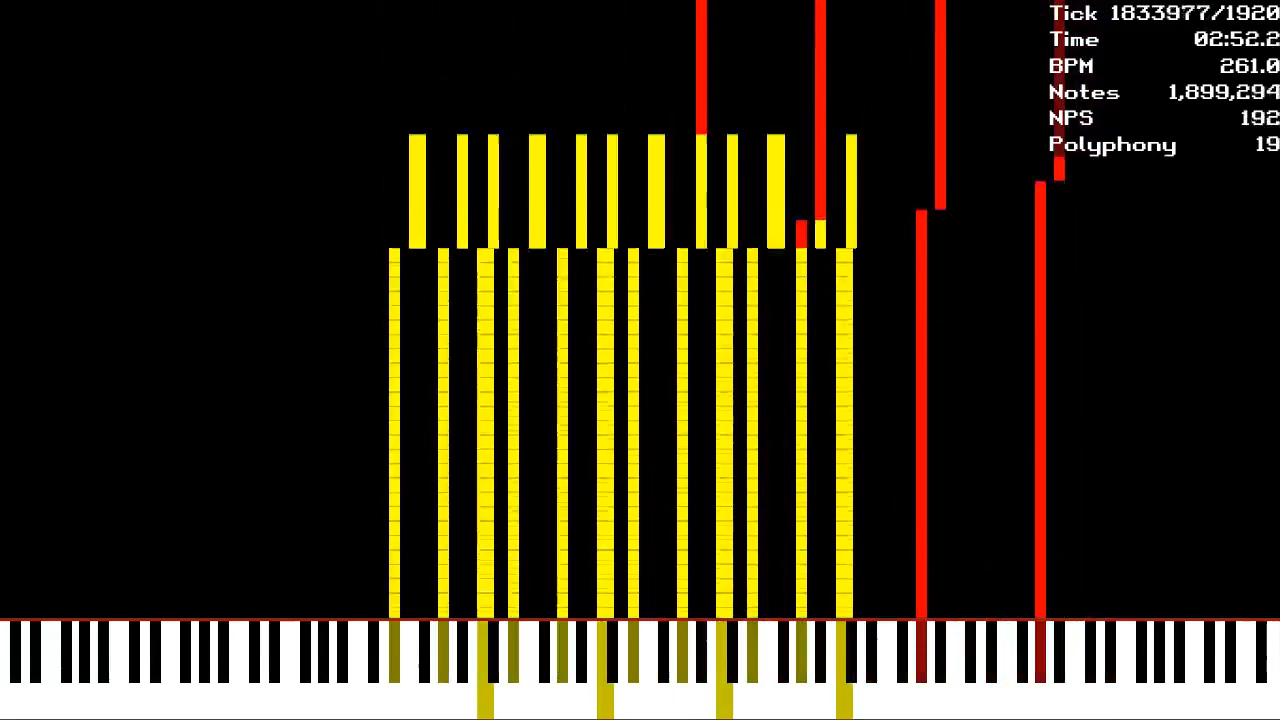 Tick 1833977/1920
Time 02:52.2
BPM 261.0
Notes 1,899,294
NPS 192
Polyphony 19